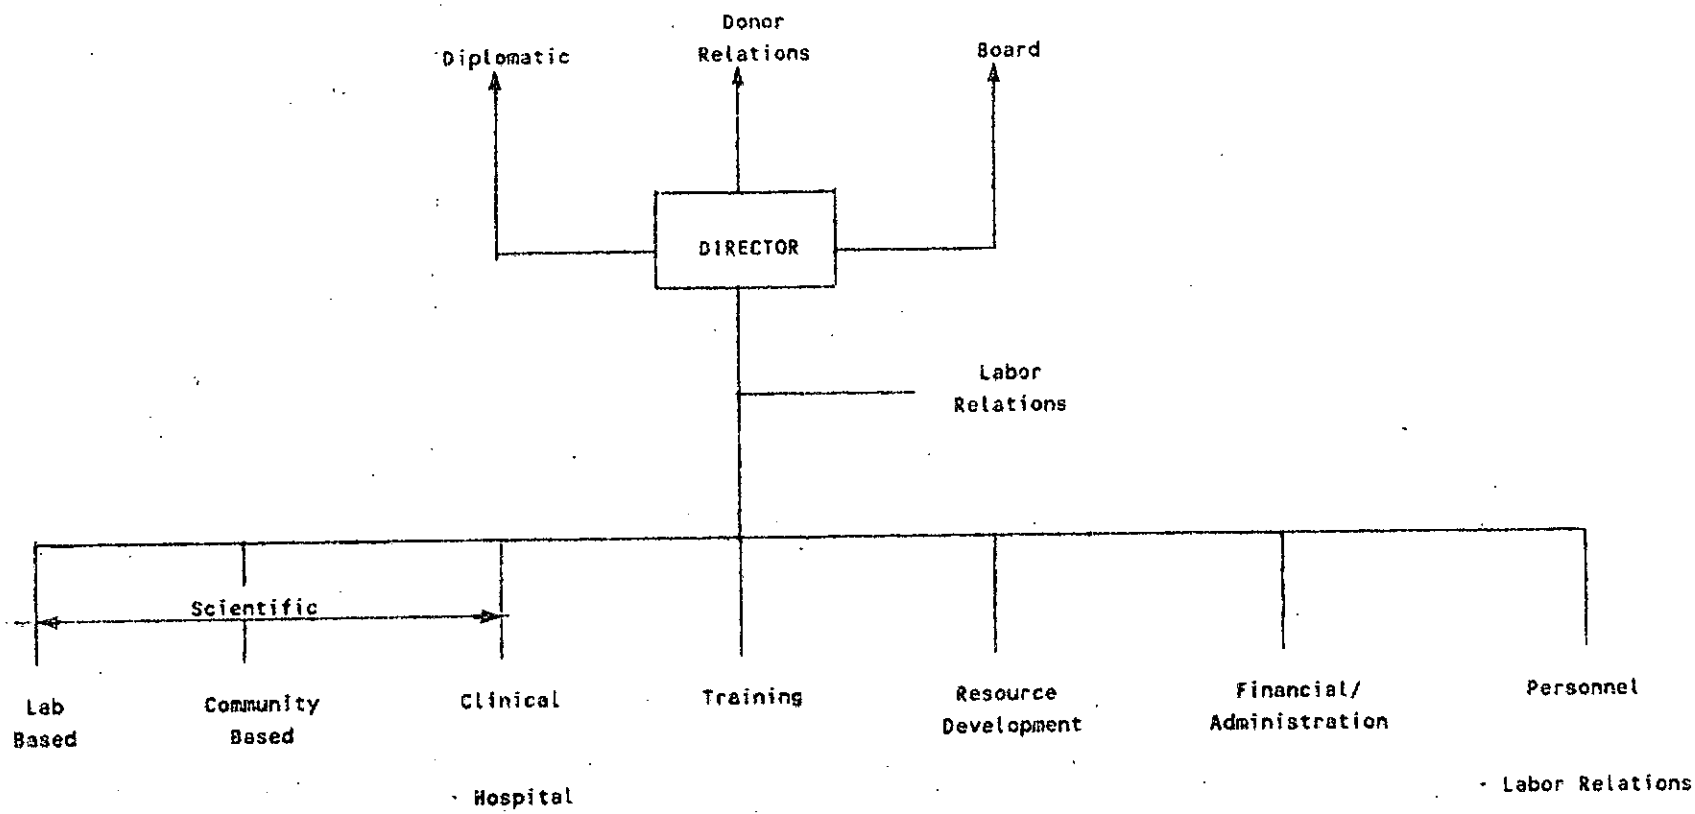 Donor
Relations
Diplomatic
Board
DIRECTOR
Labor
Relations
Scientific
Lab
Based
Community
Based
Clinical
Training
Resource
Development
Financial/
Administration
Personnel
- Hospital
- Labor Relations